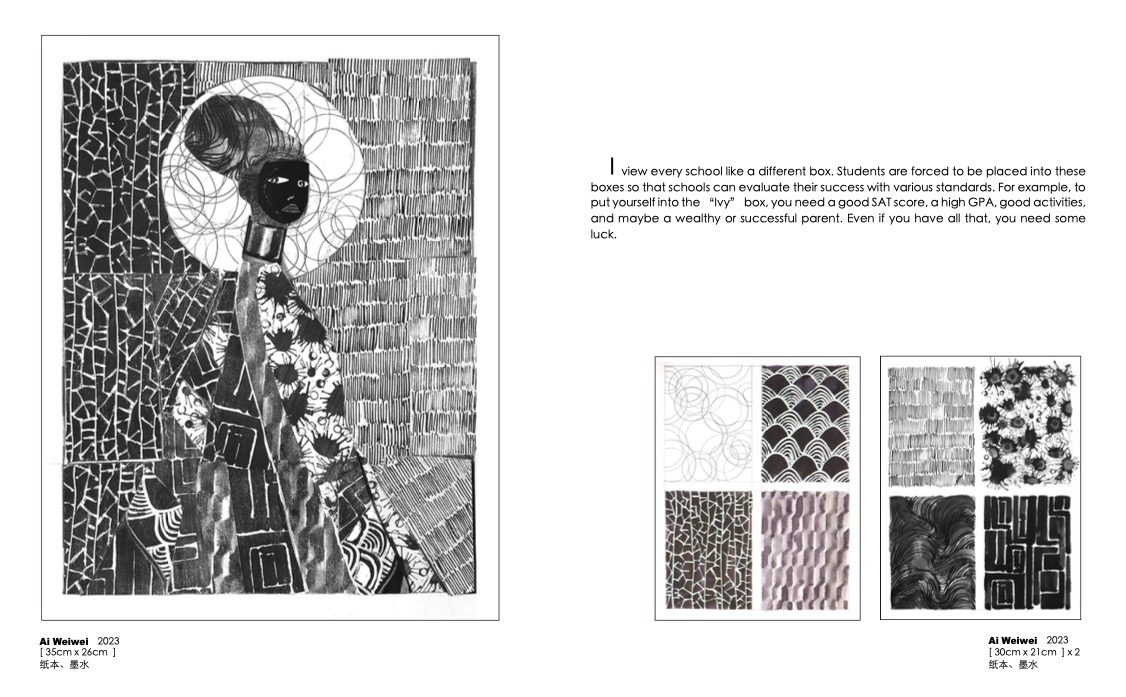 I view every school like a different box. Students are forced to be placed into these
boxes so that schools can evaluate their success with various standards. For example, to
put yourself into the “Ivy” box, you need a good SAT score, a high GPA, good activities,
and maybe a wealthy or successful parent. Even if you have all that, you need some
luck.
Ai Weiwei 2023
[ 35cm x 26cm ]
纸本、墨水
Ai Weiwei 2023
[ 30cm x 21cm ] x 2
纸本、墨水